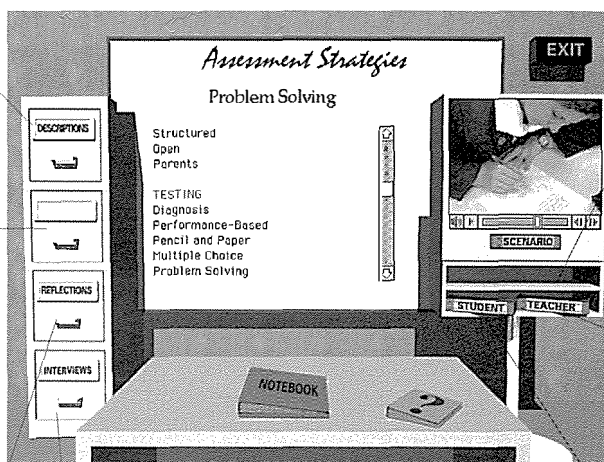 Assessment Strategies
EXIT
Problem Solving
DESCRIPTIONS
Structured
Open
Parents
TESTING
Diagnosis
Performance-Based
Pencil and Paper
Multiple Choice
Problem Solving
SCENARIO
REFLECTIONS
STUDENT
TEACHER
INTERVIEWS
NOTEBOOK
?